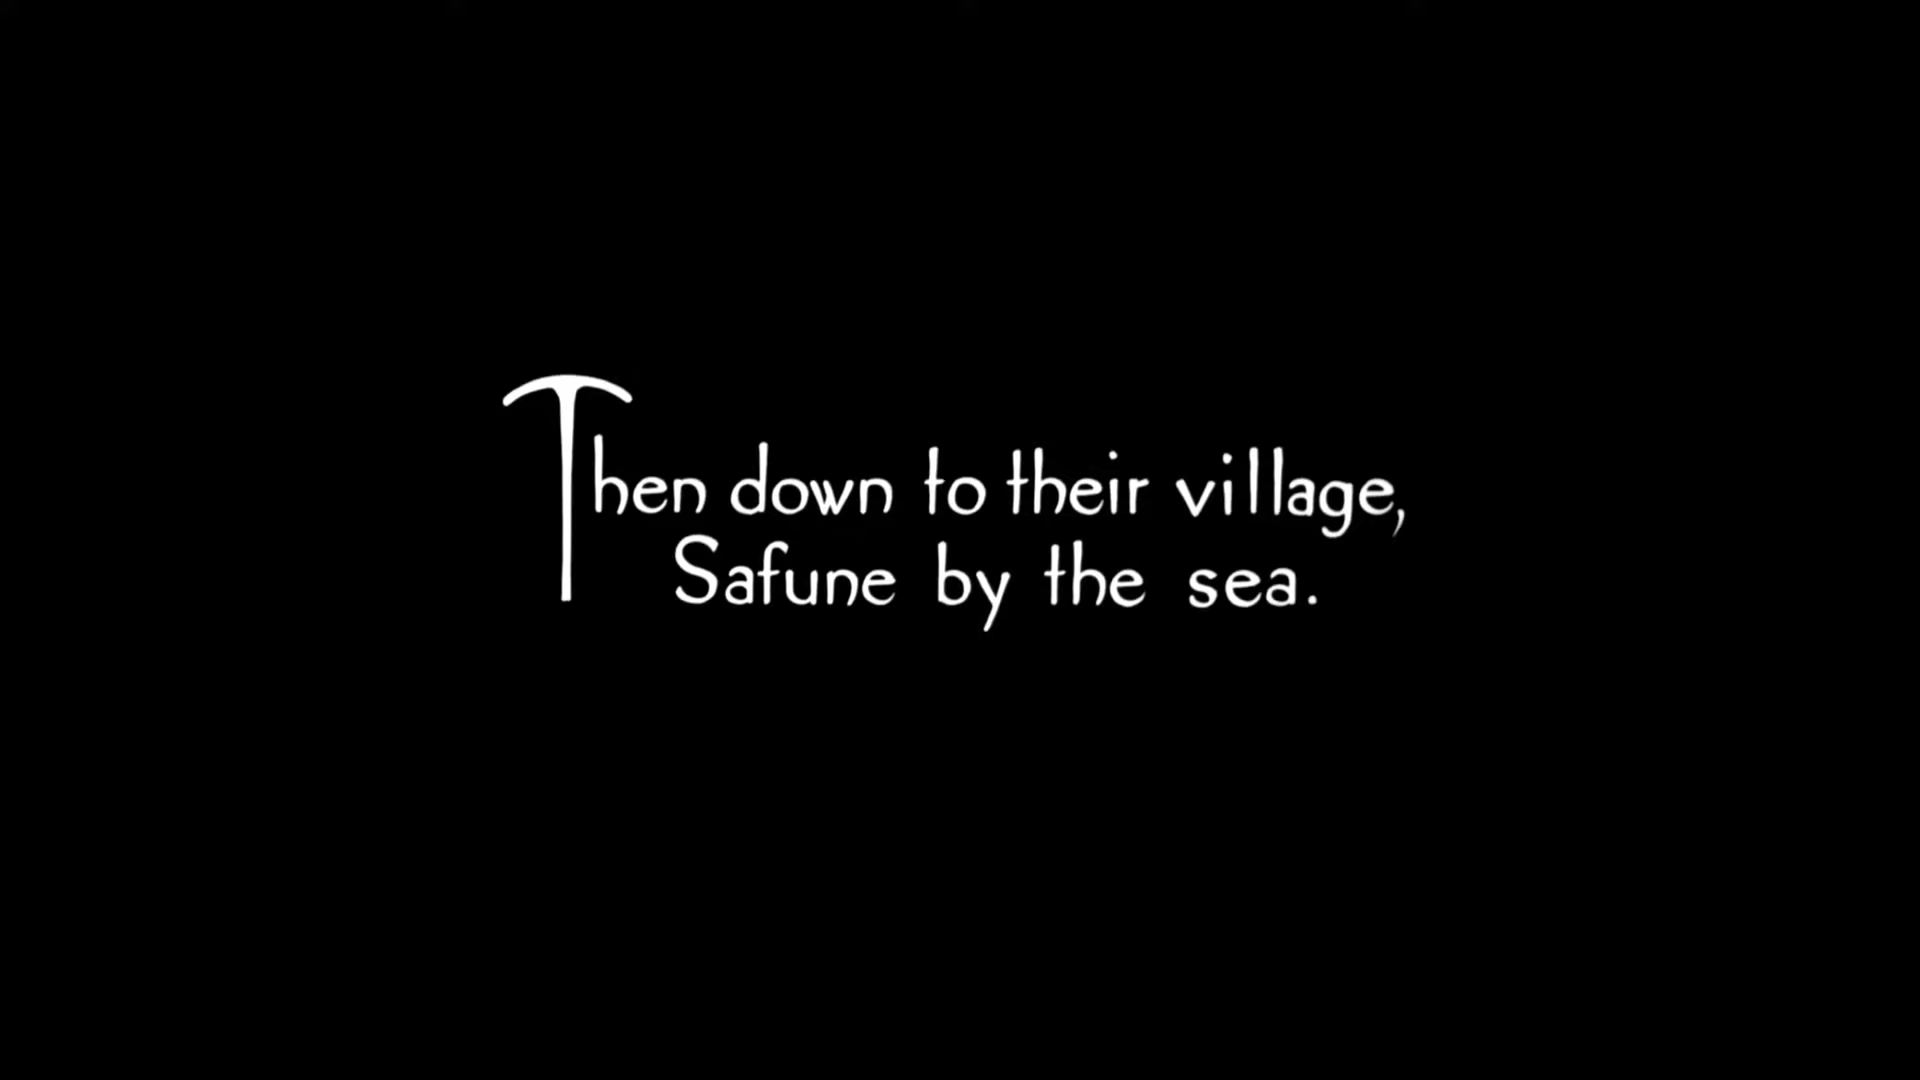 Then down to their village,
Safune by the sea.